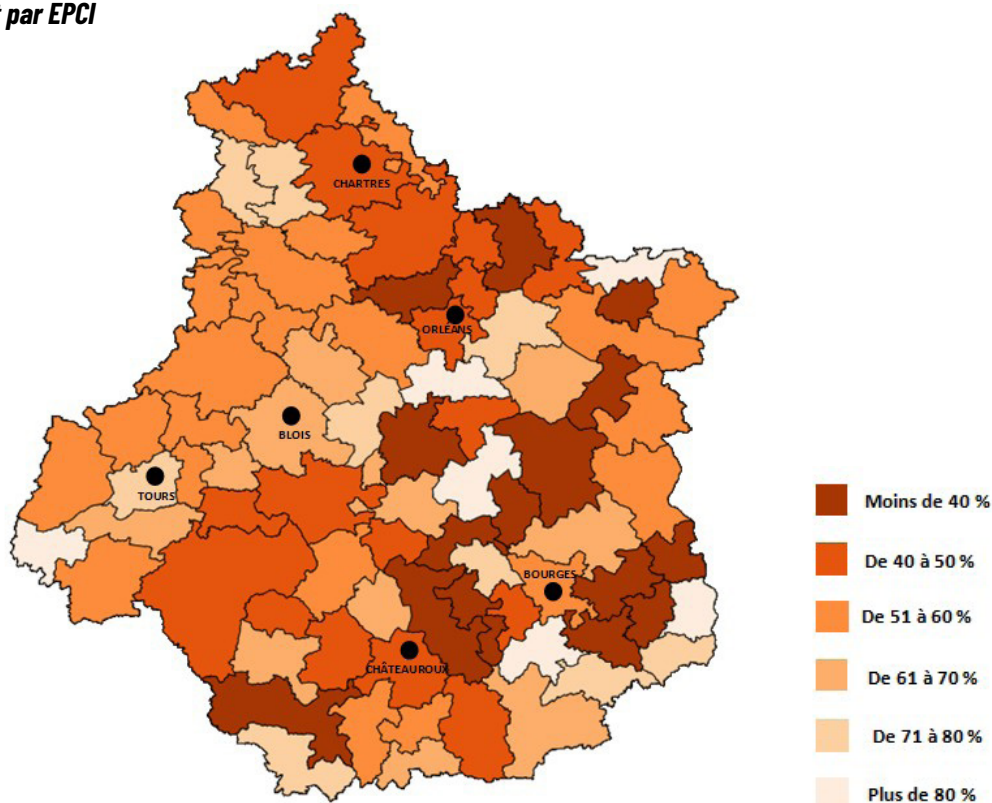 par EPCI
CHARTRES
ORLÉANS
BLOIS
TOURS
BOURGES
CHÂTEAUROUX
Moins de 40 %
De 40 à 50 %
De 51 à 60 %
De 61 à 70 %
De 71 à 80 %
Plus de 80 %